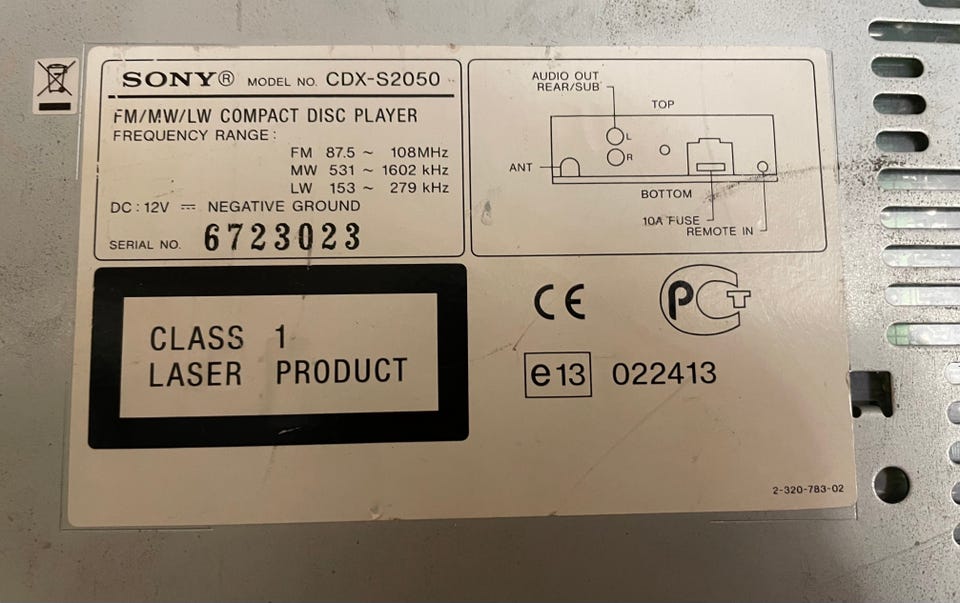 SONY® MODEL NO. CDX-S2050
FM/MW/LW COMPACT DISC PLAYER
FREQUENCY RANGE :
FM 87.5 ~ 108MHz
MW 531 ~ 1602 kHz
LW 153 ~ 279 kHz
DC : 12V ⎓ NEGATIVE GROUND
SERIAL NO. 6723023
AUDIO OUT
REAR/SUB
TOP
L
R
ANT
BOTTOM
10A FUSE
REMOTE IN
CLASS 1
LASER PRODUCT
CE
PCT
e13 022413
2-320-783-02